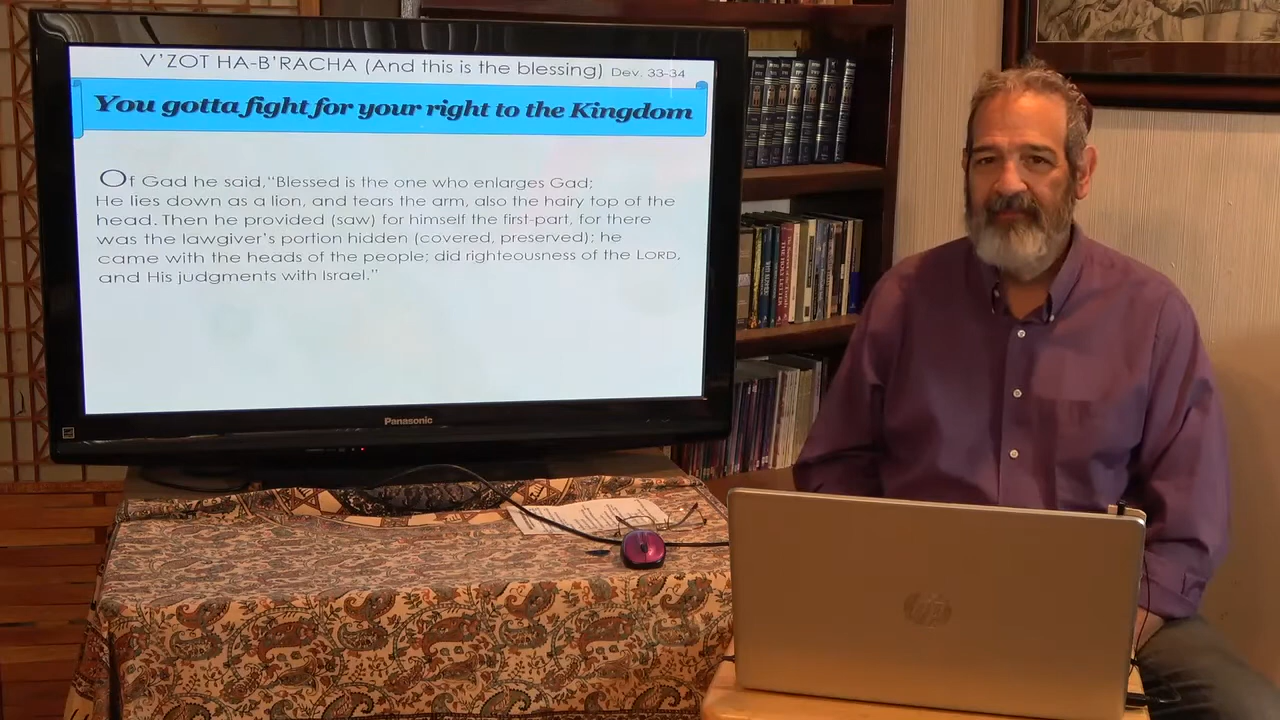 V'ZOT HA-B'RACHA (And this is the blessing) Dev. 33-34
You gotta fight for your right to the Kingdom
Of Gad he said,"Blessed is the one who enlarges Gad;
He lies down as a lion, and tears the arm, also the hairy top of the
head. Then he provided (saw) for himself the first-part, for there
was the lawgiver's portion hidden (covered, preserved); he
came with the heads of the people; did righteousness of the LORD,
and His judgments with Israel."
Panasonic
hp